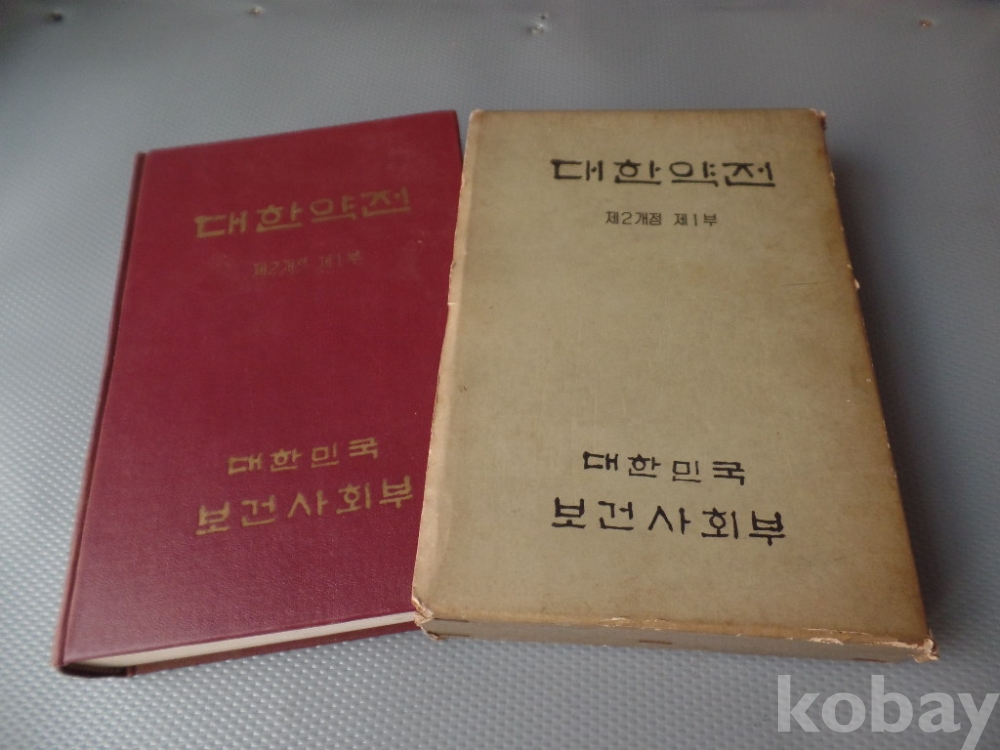 대한약전
제2개정 제1부
대한민국
보건사회부
대한약전
제2개정 제1부
대한민국
보건사회부
kobay